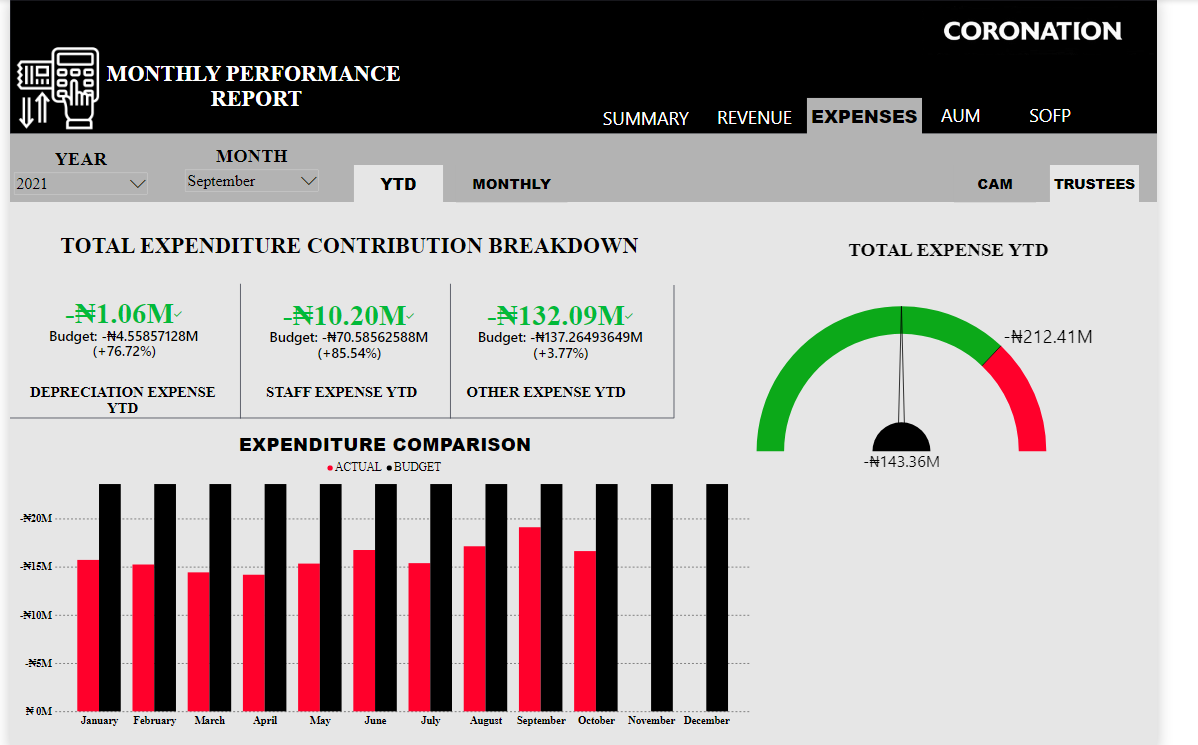 CORONATION
MONTHLY PERFORMANCE
REPORT
SUMMARY REVENUE EXPENSES AUM SOFP
YEAR MONTH
2021 September
YTD MONTHLY CAM TRUSTEES
TOTAL EXPENDITURE CONTRIBUTION BREAKDOWN
TOTAL EXPENSE YTD
-₦1.06M
Budget: -₦4.55857128M
(+76.72%)
DEPRECIATION EXPENSE
YTD
-₦10.20M
Budget: -₦70.58562588M
(+85.54%)
STAFF EXPENSE YTD
-₦132.09M
Budget: -₦137.26493649M
(+3.77%)
OTHER EXPENSE YTD
-₦212.41M
-₦143.36M
EXPENDITURE COMPARISON
ACTUAL BUDGET
-₦20M
-₦15M
-₦10M
-₦5M
₦0M
January February March April May June July August September October November December